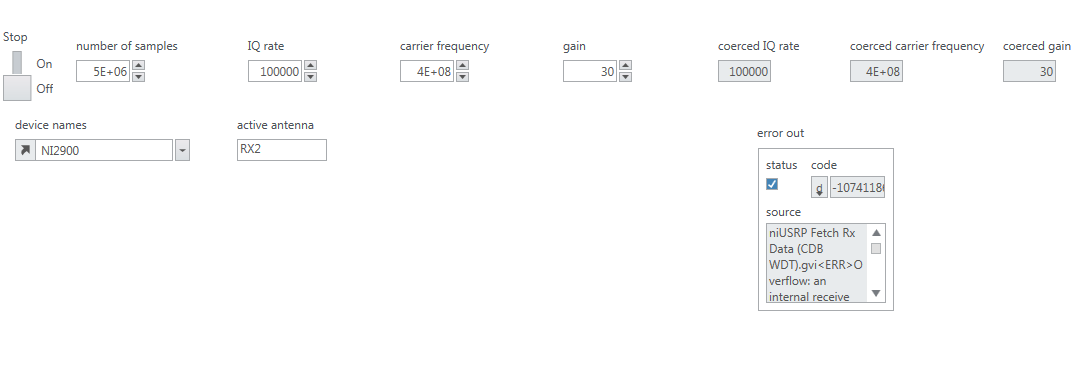 Stop
number of samples
IQ rate
carrier frequency
gain
coerced IQ rate
coerced carrier frequency
coerced gain
On
Off
5E+06
100000
4E+08
30
100000
4E+08
30
device names
active antenna
NI2900
RX2
error out
status
code
d
-10741186
source
niUSRP Fetch Rx
Data (CDB
WDT).gvi<ERR>O
verflow: an
internal receive